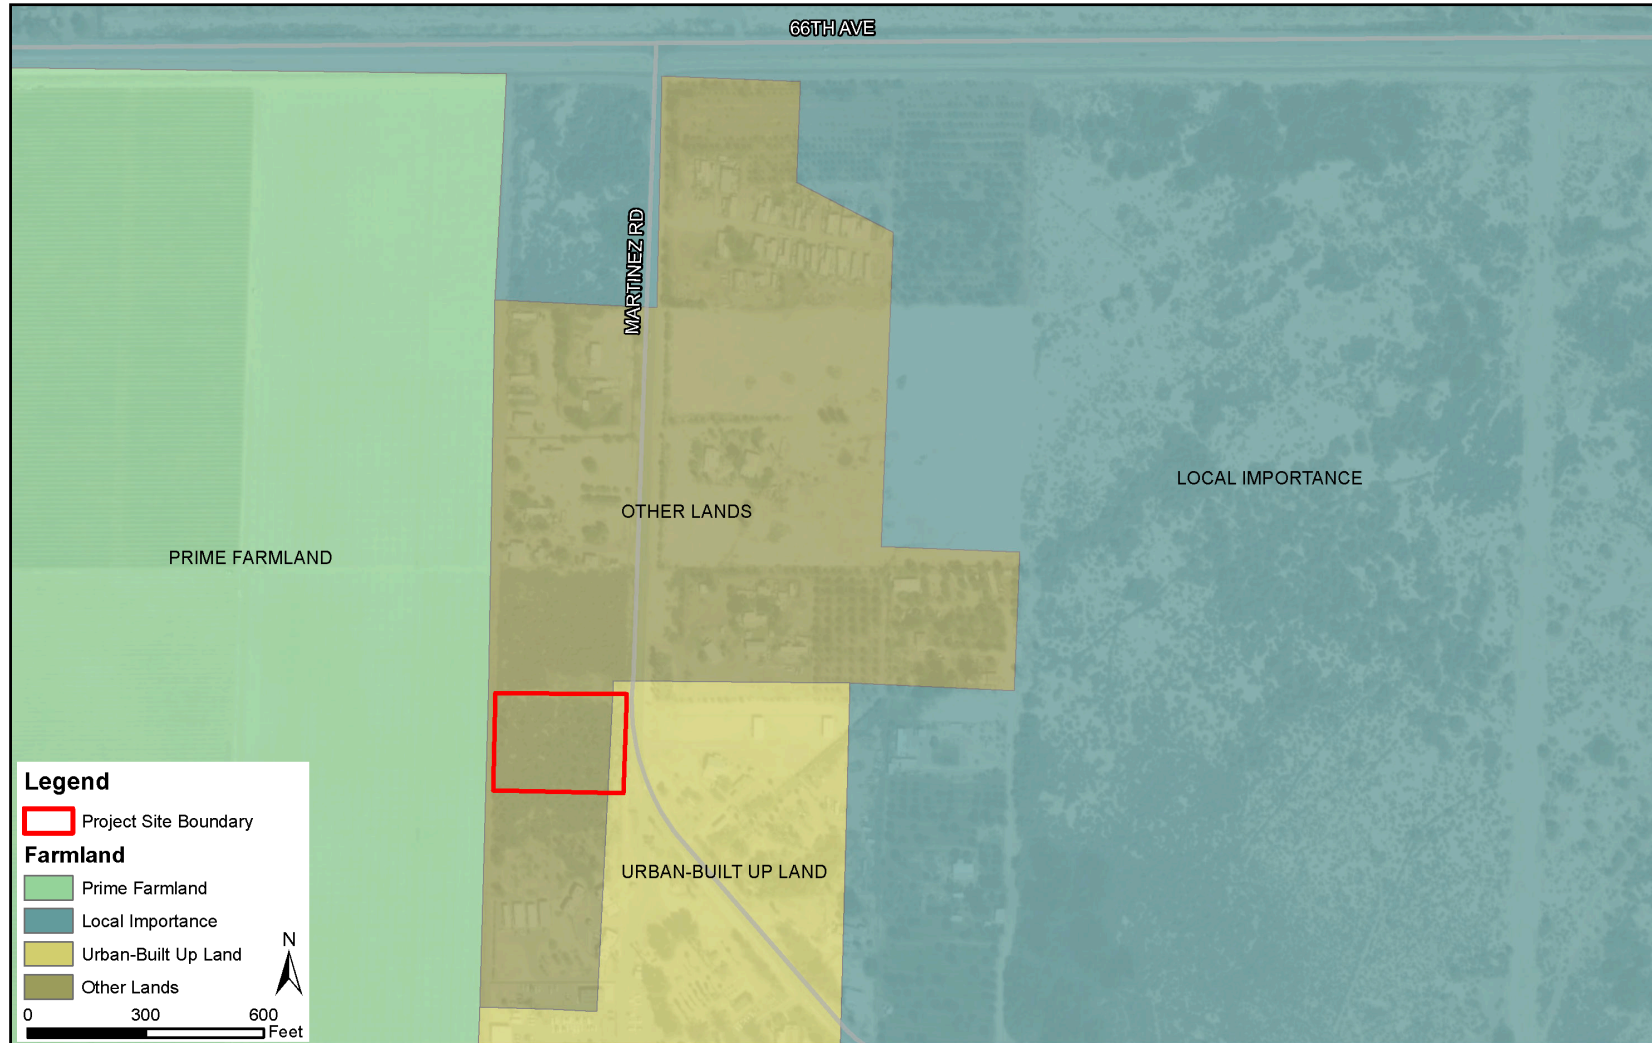 66TH AVE
MARTINEZ RD
LOCAL IMPORTANCE
OTHER LANDS
PRIME FARMLAND
URBAN-BUILT UP LAND
Legend
Project Site Boundary
Farmland
Prime Farmland
Local Importance
Urban-Built Up Land
Other Lands
N
0 300 600
Feet